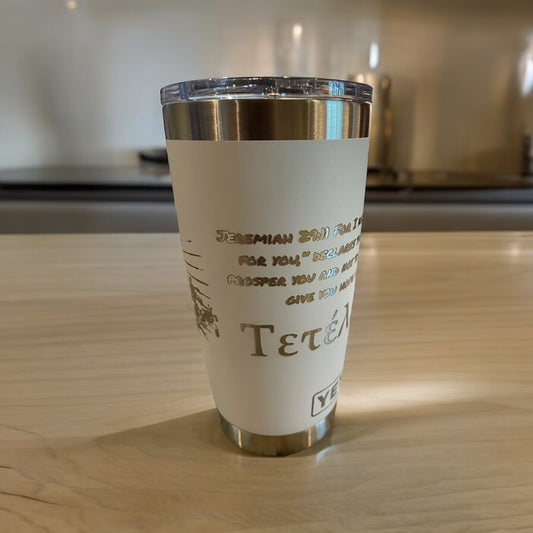 JEREMIAH 29:11 FOR I
FOR YOU," DECLARES
PROSPER YOU AND NOT
GIVE YOU HOPE
Τετέλ
YE